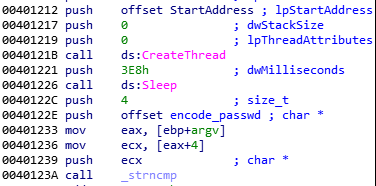 00401212 push offset StartAddress ; lpStartAddress
00401217 push 0 ; dwStackSize
00401219 push 0 ; lpThreadAttributes
0040121B call ds:CreateThread
00401221 push 3E8h ; dwMilliseconds
00401226 call ds:Sleep
0040122C push 4 ; size_t
0040122E push offset encode_passwd ; char *
00401233 mov eax, [ebp+argv]
00401236 mov ecx, [eax+4]
00401239 push ecx ; char *
0040123A call _strncmp